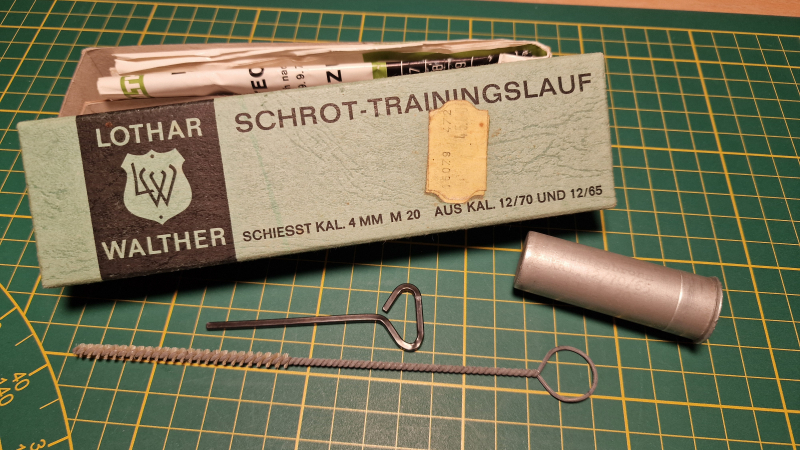 LOTHAR
LW
WALTHER
SCHROT-TRAININGSLAUF
SCHIESST KAL. 4 MM M 20 AUS KAL. 12/70 UND 12/65